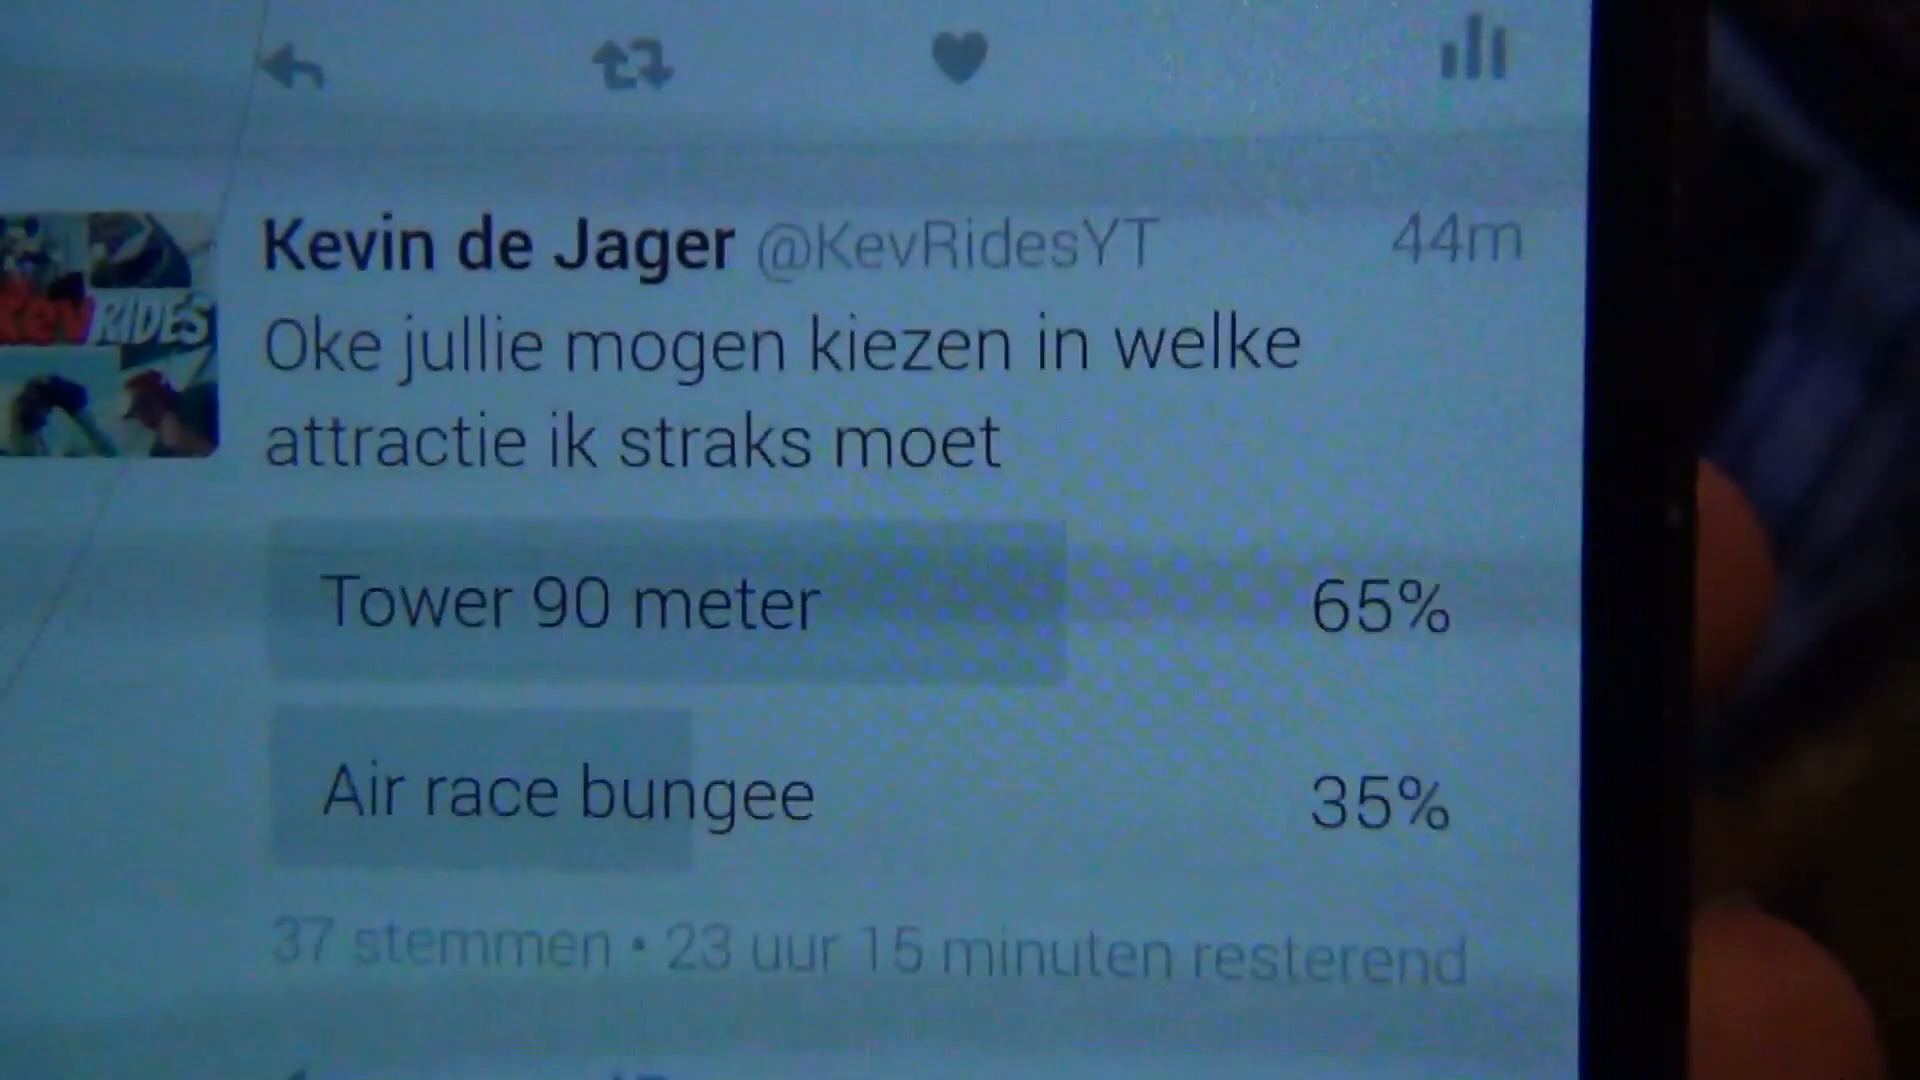 Kevin de Jager @KevRidesYT 44m
KevRIDES
Oke jullie mogen kiezen in welke
attractie ik straks moet
Tower 90 meter 65%
Air race bungee 35%
37 stemmen • 23 uur 15 minuten resterend